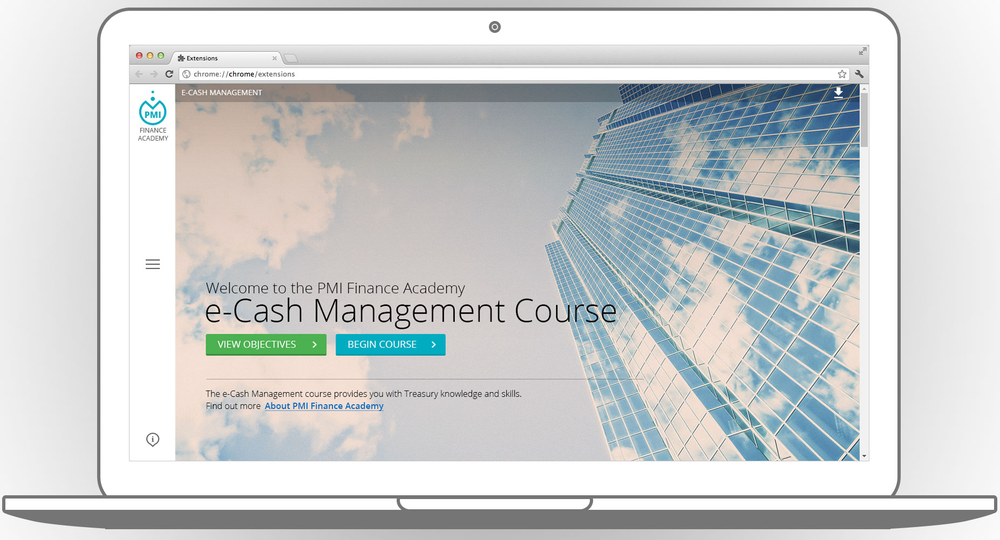 Extensions
chrome://chrome/extensions
PMI
FINANCE
ACADEMY
E-CASH MANAGEMENT
Welcome to the PMI Finance Academy
e-Cash Management Course
VIEW OBJECTIVES
BEGIN COURSE
The e-Cash Management course provides you with Treasury knowledge and skills.
Find out more About PMI Finance Academy
i